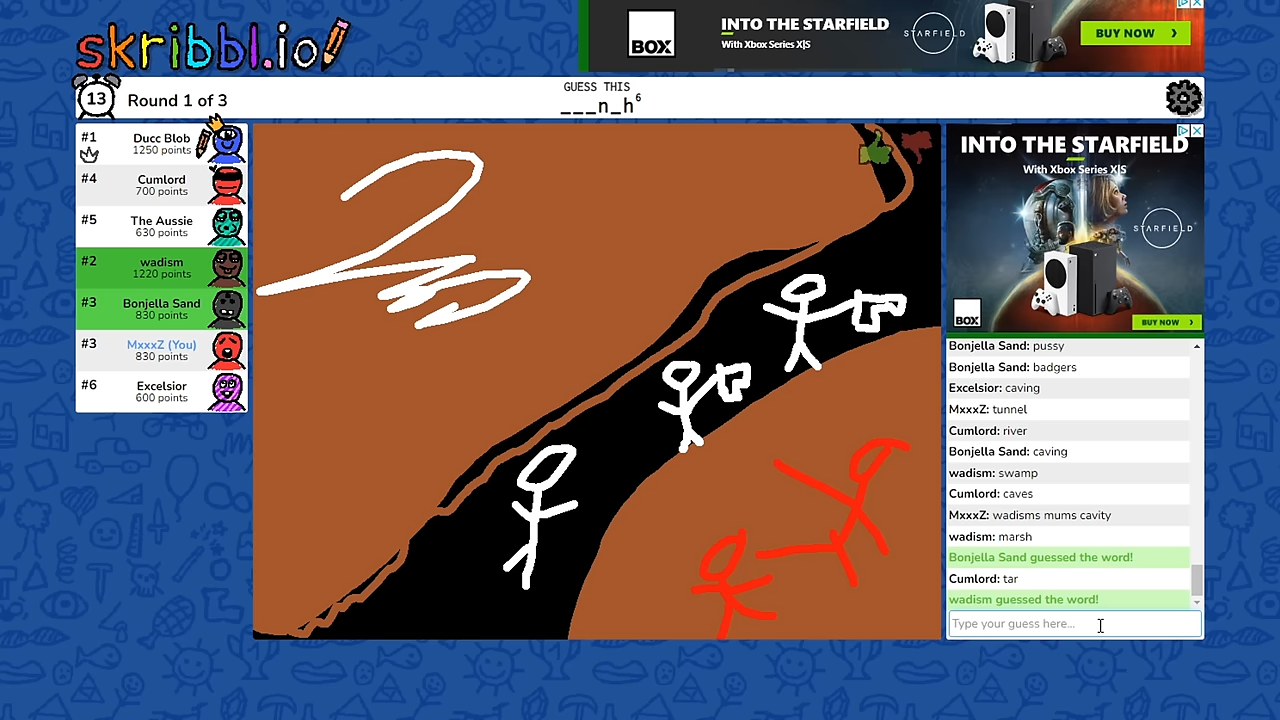 skribbl.io
BOX
INTO THE STARFIELD
With Xbox Series X|S
STARFIELD
BUY NOW
13
Round 1 of 3
GUESS THIS
___n_h6
#1
Ducc Blob
1250 points
#4
Cumlord
700 points
#5
The Aussie
630 points
#2
wadism
1220 points
#3
Bonjella Sand
830 points
#3
MxxxZ (You)
830 points
#6
Excelsior
600 points
INTO THE STARFIELD
With Xbox Series X|S
STARFIELD
BOX
BUY NOW
Bonjella Sand: pussy
Bonjella Sand: badgers
Excelsior: caving
MxxxZ: tunnel
Cumlord: river
Bonjella Sand: caving
wadism: swamp
Cumlord: caves
MxxxZ: wadisms mums cavity
wadism: marsh
Bonjella Sand guessed the word!
Cumlord: tar
wadism guessed the word!
Type your guess here...